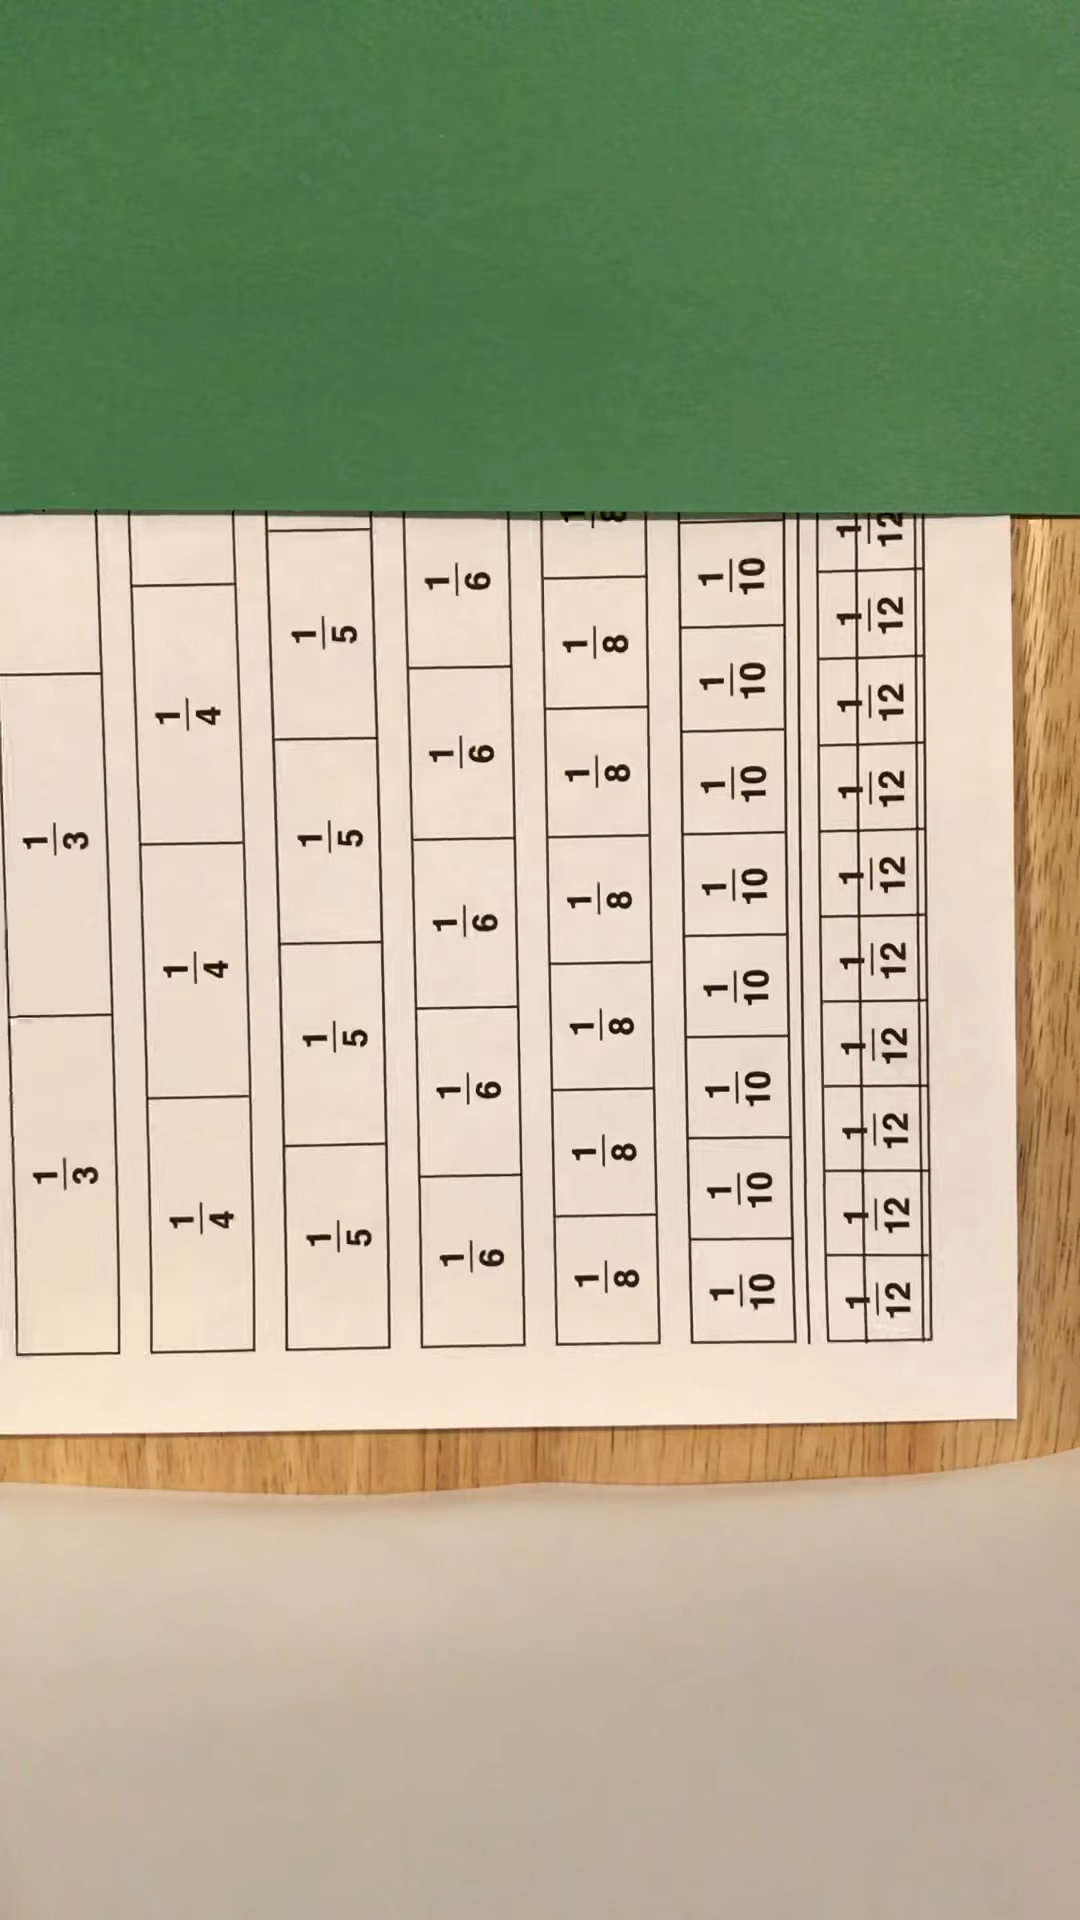 1/3 1/3
1/4 1/4 1/4
1/5 1/5 1/5 1/5
1/6 1/6 1/6 1/6 1/6
1/8 1/8 1/8 1/8 1/8 1/8
1/10 1/10 1/10 1/10 1/10 1/10 1/10 1/10
1/12 1/12 1/12 1/12 1/12 1/12 1/12 1/12 1/12 1/12